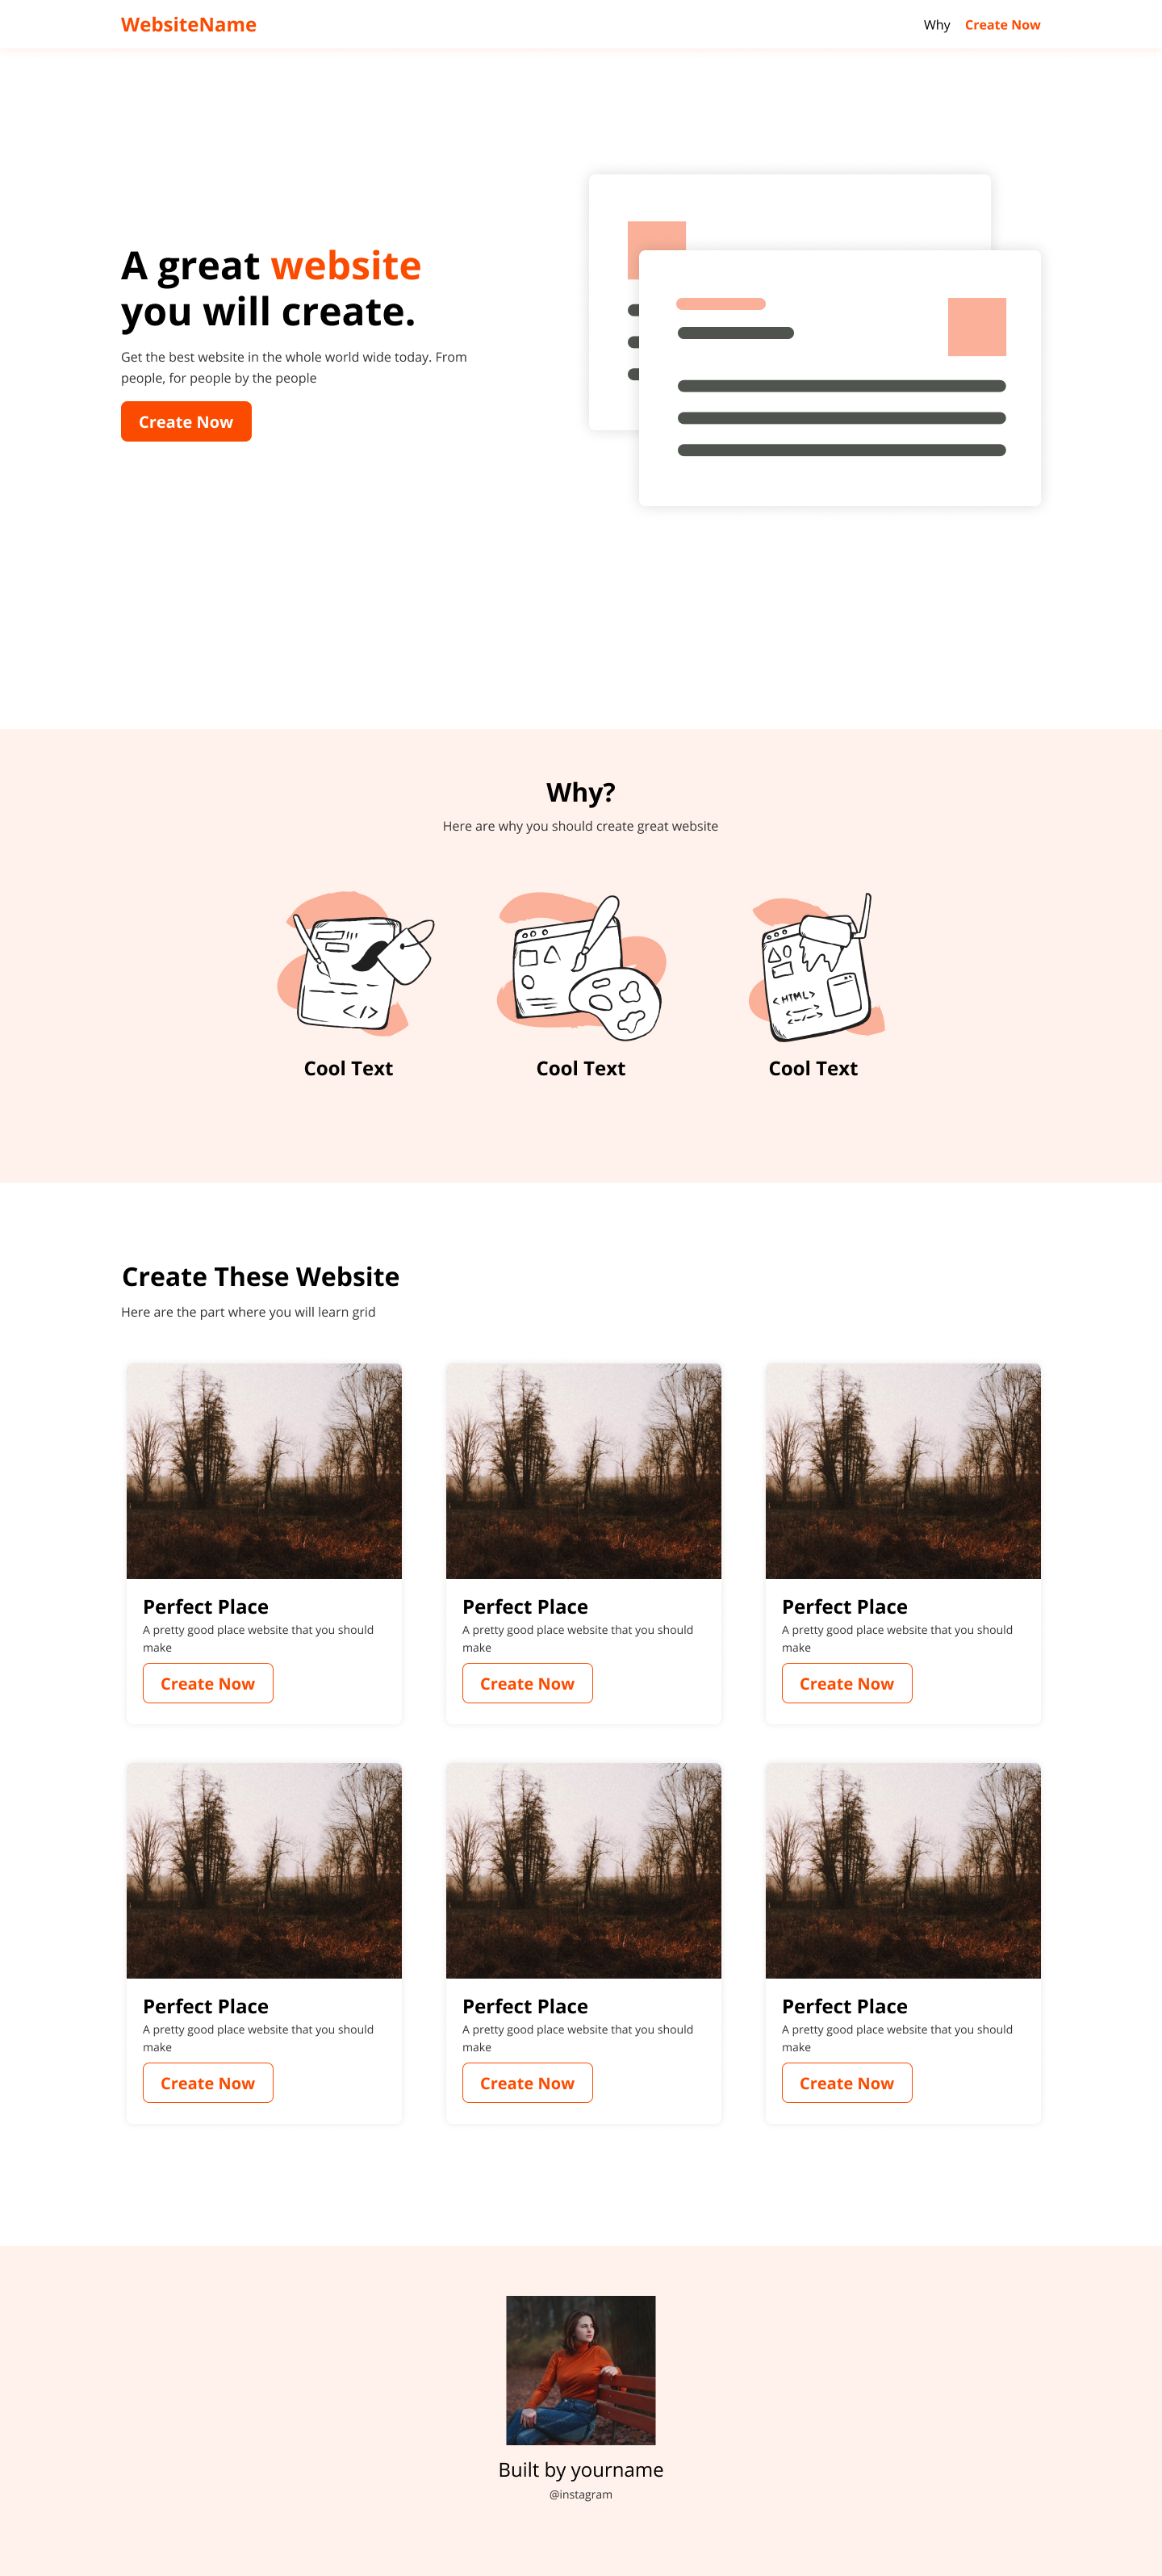 WebsiteName
Why
Create Now
A great website
you will create.
Get the best website in the whole world wide today. From
people, for people by the people
Create Now
Why?
Here are why you should create great website
<HTML>
</>
Cool Text
Cool Text
Cool Text
Create These Website
Here are the part where you will learn grid
Perfect Place
A pretty good place website that you should
make
Create Now
Perfect Place
A pretty good place website that you should
make
Create Now
Perfect Place
A pretty good place website that you should
make
Create Now
Perfect Place
A pretty good place website that you should
make
Create Now
Perfect Place
A pretty good place website that you should
make
Create Now
Perfect Place
A pretty good place website that you should
make
Create Now
Built by yourname
@instagram